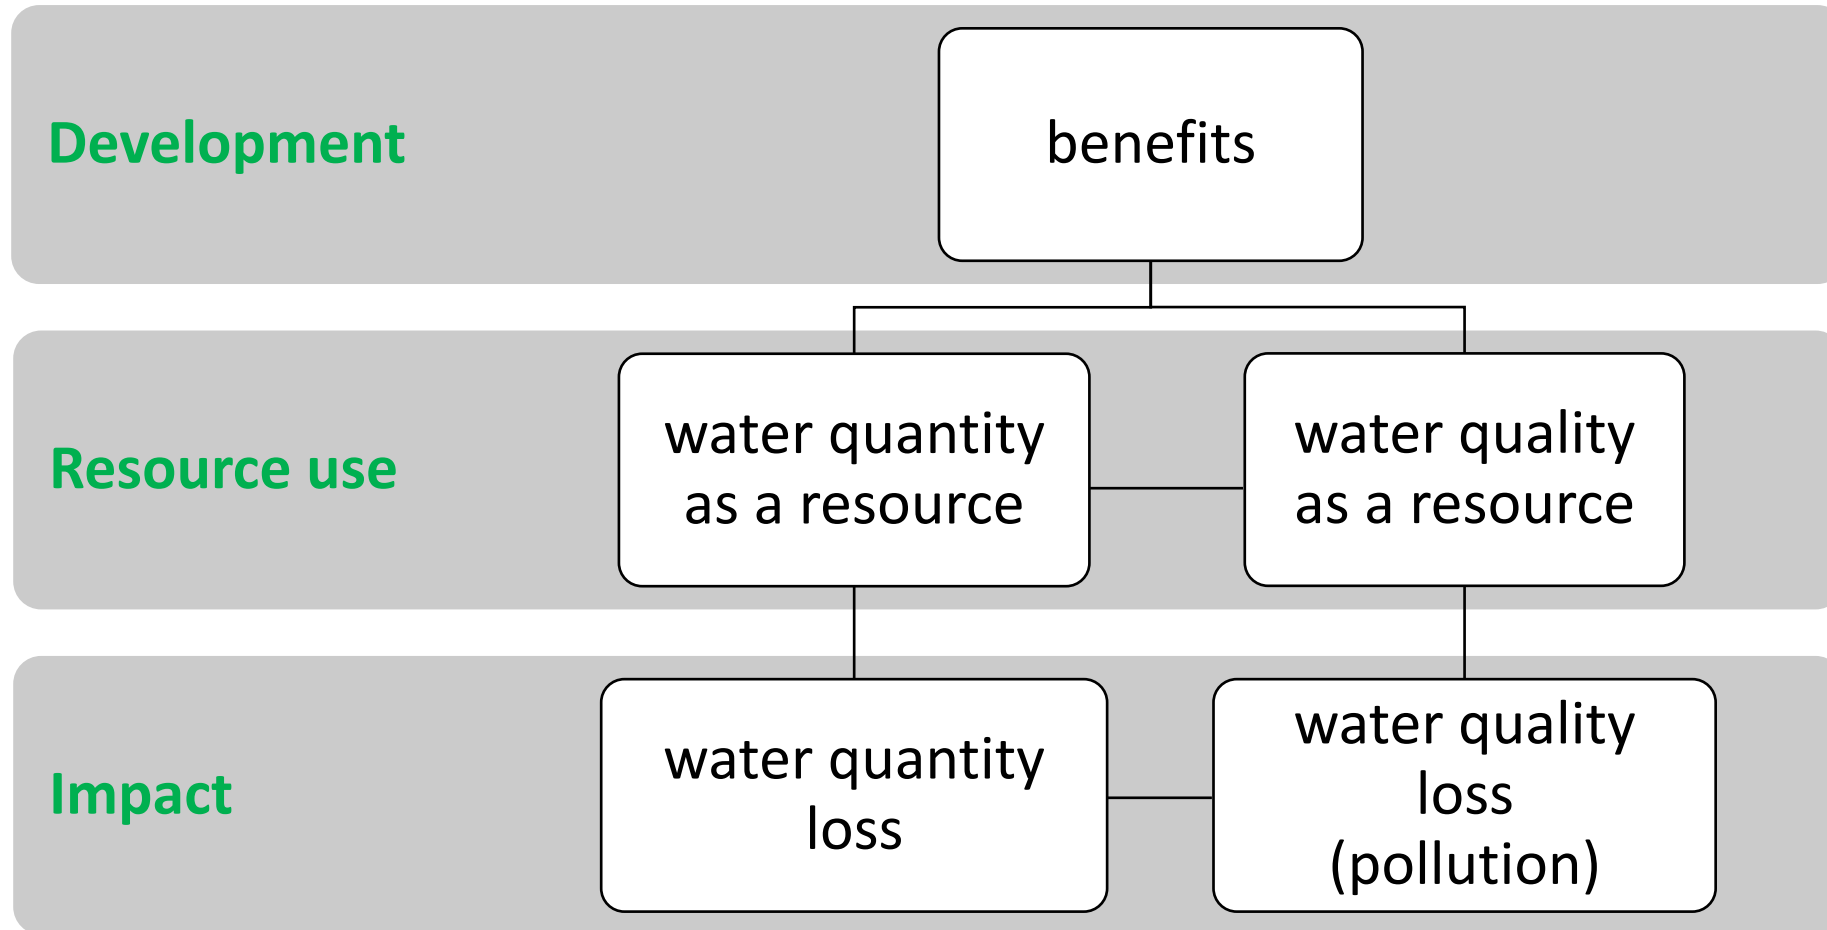 Development
benefits
Resource use
water quantity
as a resource
water quality
as a resource
Impact
water quantity
loss
water quality
loss
(pollution)